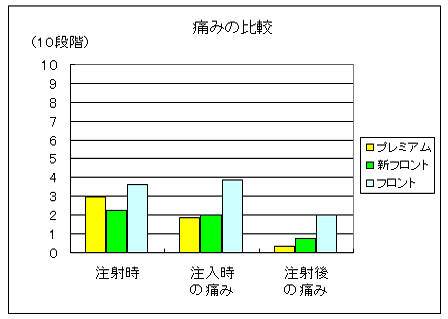 痛みの比較
(10段階)
10
9
8
7
6
5
4
3
2
1
0
注射時
注入時
の痛み
注射後
の痛み
プレミアム
新フロント
フロント